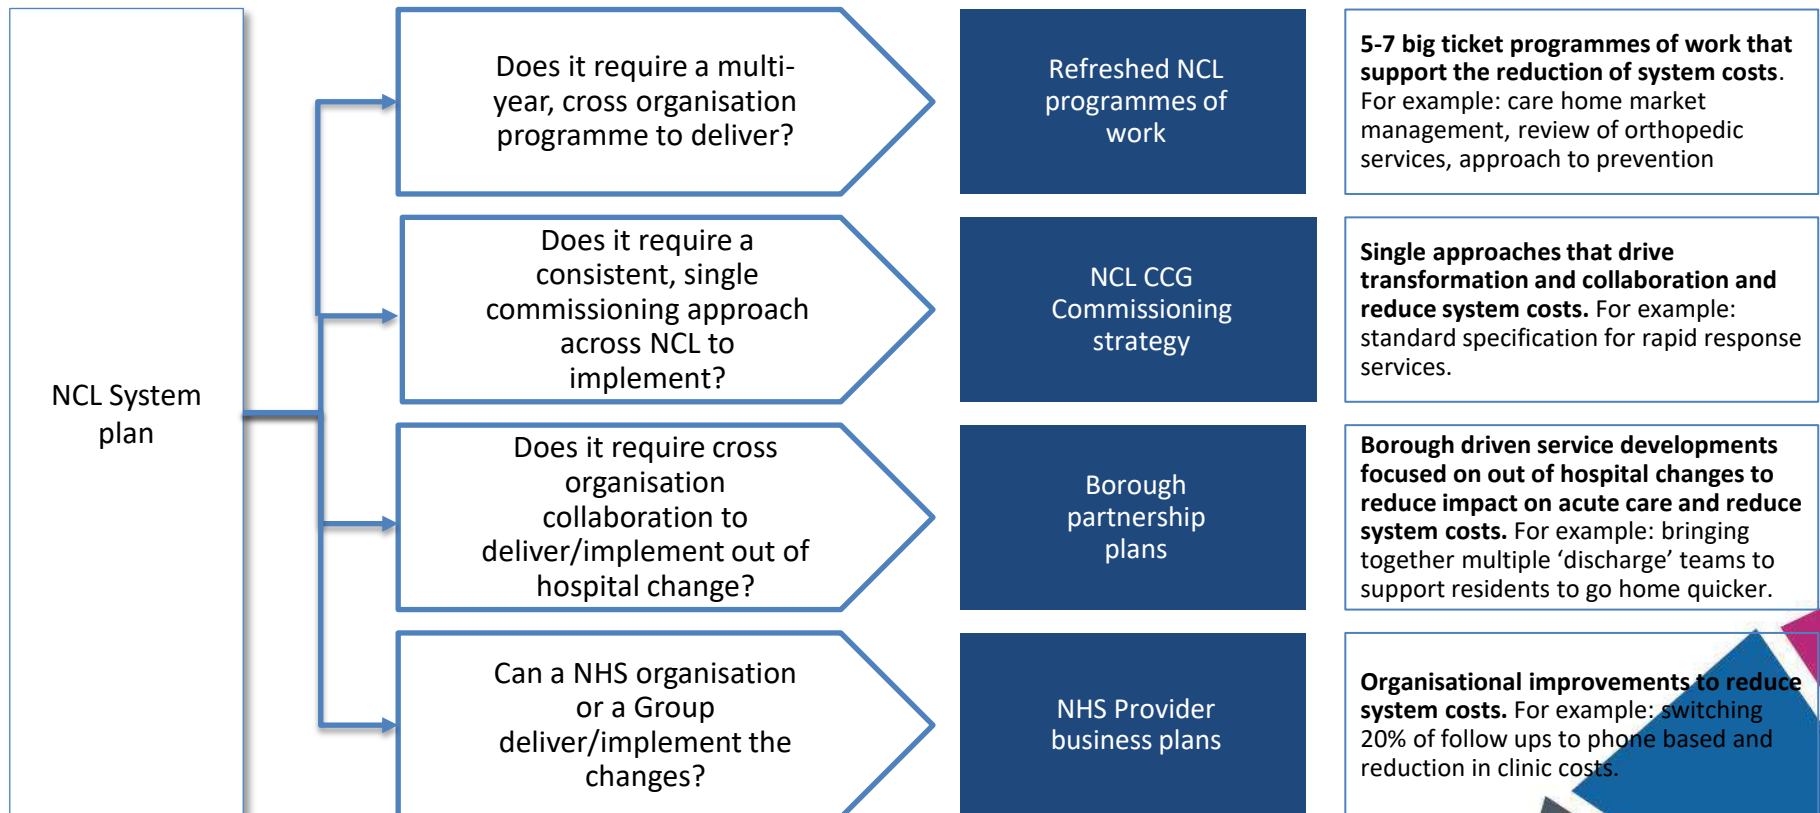 NCL System
plan
Does it require a multi-
year, cross organisation
programme to deliver?
Refreshed NCL
programmes of
work
5-7 big ticket programmes of work that
support the reduction of system costs.
For example: care home market
management, review of orthopedic
services, approach to prevention
Does it require a
consistent, single
commissioning approach
across NCL to
implement?
NCL CCG
Commissioning
strategy
Single approaches that drive
transformation and collaboration and
reduce system costs. For example:
standard specification for rapid response
services.
Does it require cross
organisation
collaboration to
deliver/implement out of
hospital change?
Borough
partnership
plans
Borough driven service developments
focused on out of hospital changes to
reduce impact on acute care and reduce
system costs. For example: bringing
together multiple ‘discharge’ teams to
support residents to go home quicker.
Can a NHS organisation
or a Group
deliver/implement the
changes?
NHS Provider
business plans
Organisational improvements to reduce
system costs. For example: switching
20% of follow ups to phone based and
reduction in clinic costs.